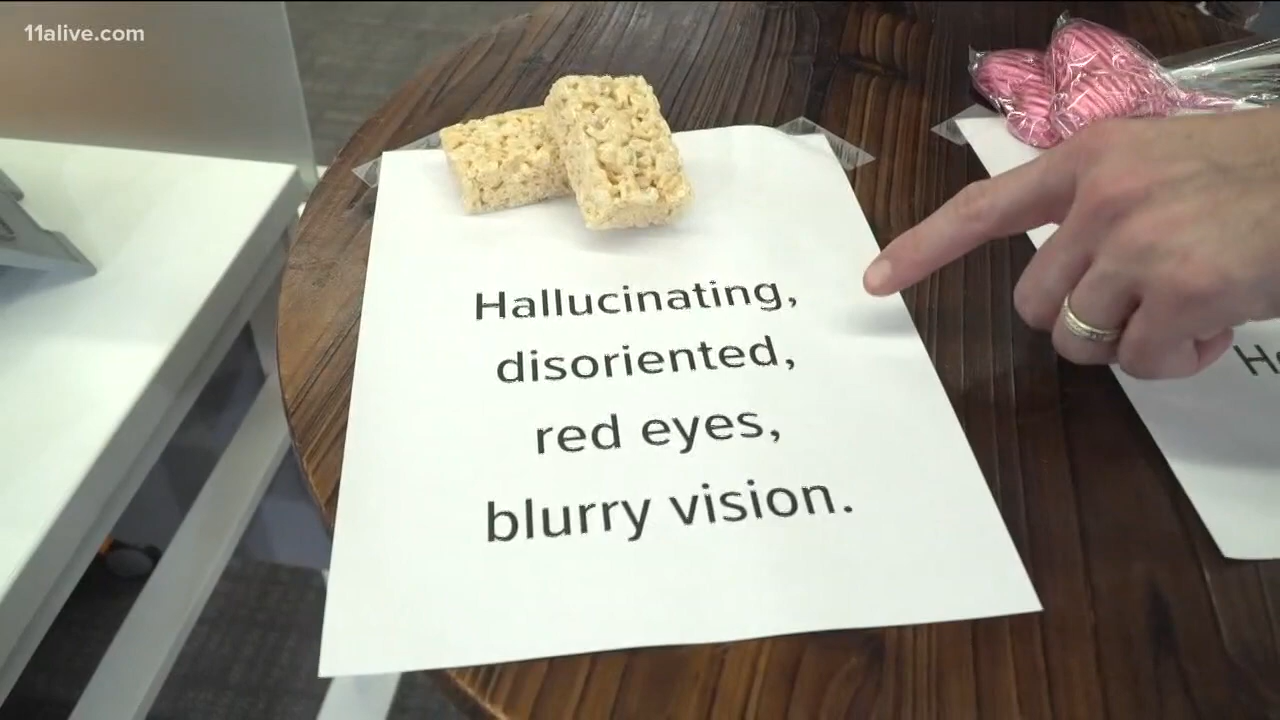 11alive.com
Hallucinating,
disoriented,
red eyes,
blurry vision.